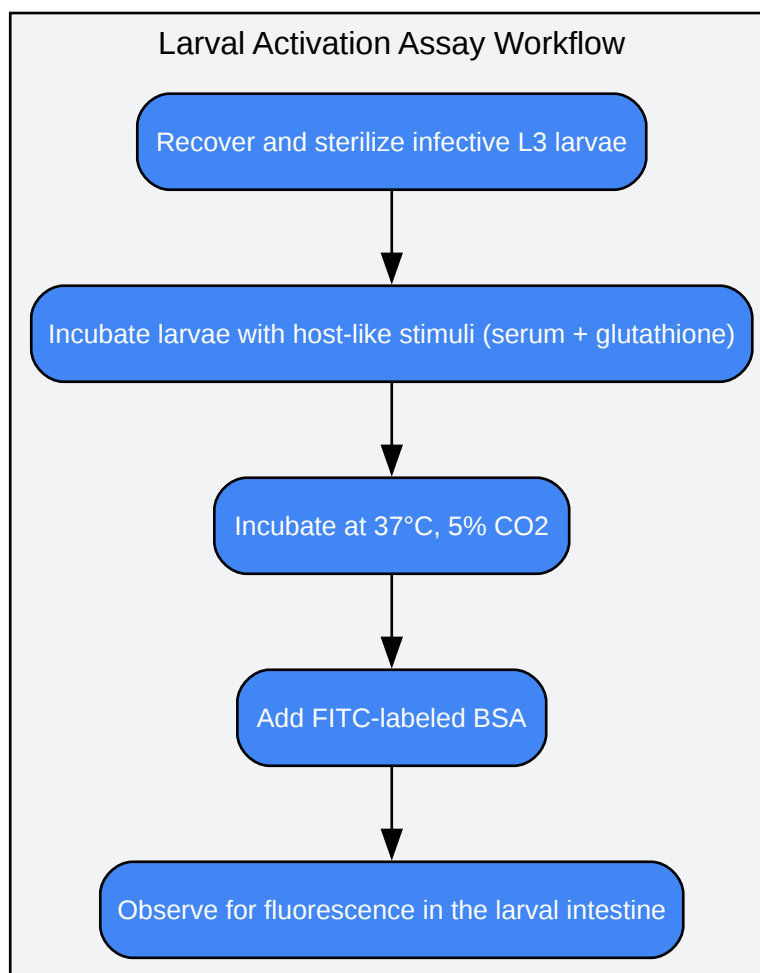 Larval Activation Assay Workflow
Recover and sterilize infective L3 larvae
Incubate larvae with host-like stimuli (serum + glutathione)
Incubate at 37°C, 5% CO2
Add FITC-labeled BSA
Observe for fluorescence in the larval intestine